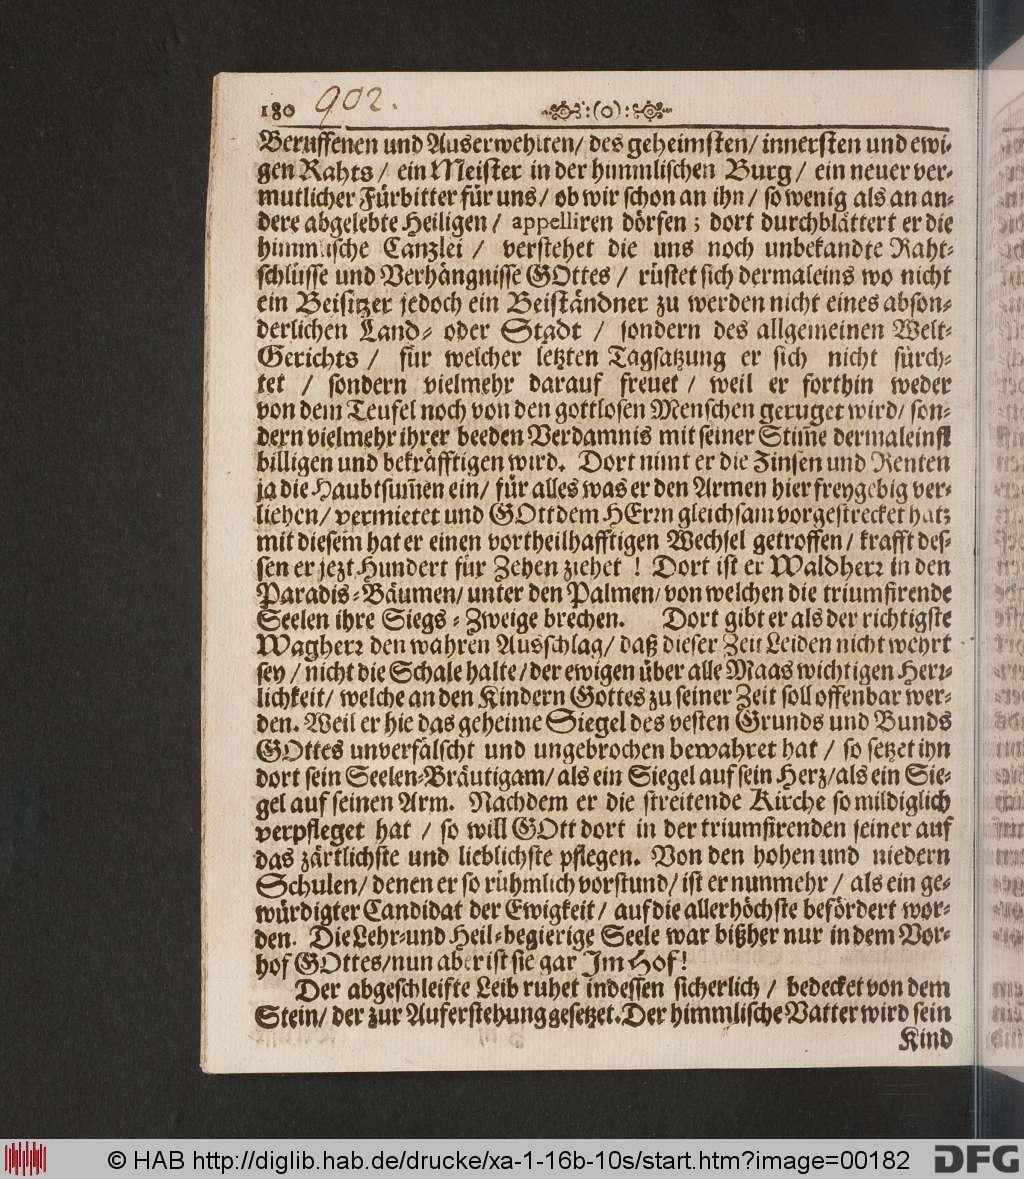 180 902. :(o):
Beruffenen und Auserwehlten/ des geheimsten/ innersten und ewi-
gen Rahts/ ein Meister in der himmlischen Burg/ ein neuer ver-
mutlicher Fürbitter für uns/ ob wir schon an ihn/ so wenig als an an-
dere abgelebte Heiligen/ appelliren dörfen; dort durchblättert er die
himmlische Canzlei/ verstehet die uns noch unbekandte Raht-
schlüsse und Verhängnisse GOttes/ rüstet sich dermaleins wo nicht
ein Beisitzer jedoch ein Beiständner zu werden nicht eines abson-
derlichen Land- oder Stadt/ sondern des allgemeinen Welt-
Gerichts/ für welcher letzten Tagsatzung er sich nicht fürch-
tet/ sondern vielmehr darauf freuet/ weil er forthin weder
von dem Teufel noch von den gottlosen Menschen geruget wird/ son-
dern vielmehr ihrer beeden Verdamnis mit seiner Stim̃e dermaleinst
billigen und bekräfftigen wird. Dort nimt er die Zinsen und Renten
ja die Haubtsum̃en ein/ für alles was er den Armen hier freygebig ver-
liehen/ vermietet und GOtt dem HErrn gleichsam vorgestrecket hat;
mit diesem hat er einen vortheilhafftigen Wechsel getroffen/ krafft des-
sen er jezt Hundert für Zehen ziehet! Dort ist er Waldherr in den
Paradis-Bäumen/ unter den Palmen/ von welchen die triumfirende
Seelen ihre Siegs-Zweige brechen. Dort gibt er als der richtigste
Wagherr den wahren Ausschlag/ daß dieser Zeit Leiden nicht wehrt
sey/ nicht die Schale halte/ der ewigen über alle Maas wichtigen Herr-
lichkeit/ welche an den Kindern Gottes zu seiner Zeit soll offenbar wer-
den. Weil er hie das geheime Siegel des vesten Grunds und Bunds
GOttes unverfälscht und ungebrochen bewahret hat/ so setzet ihn
dort sein Seelen-Bräutigam/ als ein Siegel auf sein Herz/ als ein Sie-
gel auf seinen Arm. Nachdem er die streitende Kirche so mildiglich
verpfleget hat/ so will GOtt dort in der triumfirenden seiner auf
das zärtlichste und lieblichste pflegen. Von den hohen und niedern
Schulen/ denen er so rühmlich vorstund/ ist er nunmehr/ als ein ge-
würdigter Candidat der Ewigkeit/ auf die allerhöchste befördert wor-
den. Die Lehr- und Heil-begierige Seele war bißher nur in dem Vor-
hof GOttes/ nun aber ist sie gar Im Hof!
Der abgeschleifte Leib ruhet indessen sicherlich/ bedecket von dem
Stein/ der zur Auferstehung gesetzet. Der himmlische Vatter wird sein
Kind
© HAB http://diglib.hab.de/drucke/xa-1-16b-10s/start.htm?image=00182 DFG